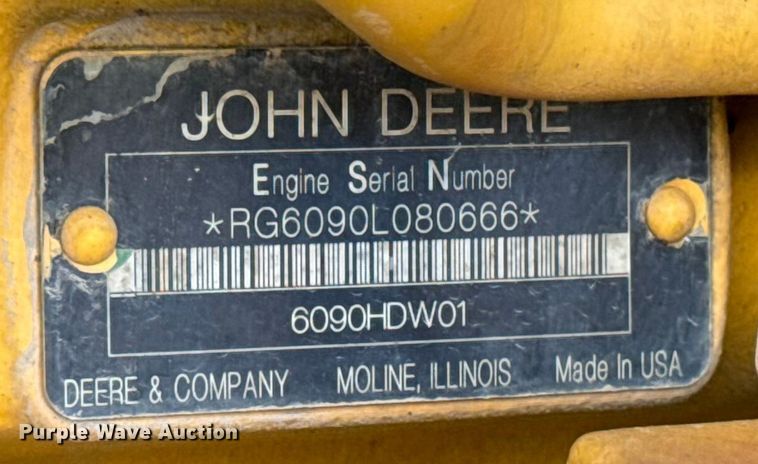 JOHN DEERE
Engine Serial Number
*RG6090L080666*
6090HDW01
DEERE & COMPANY MOLINE, ILLINOIS Made In USA
Purple Wave Auction